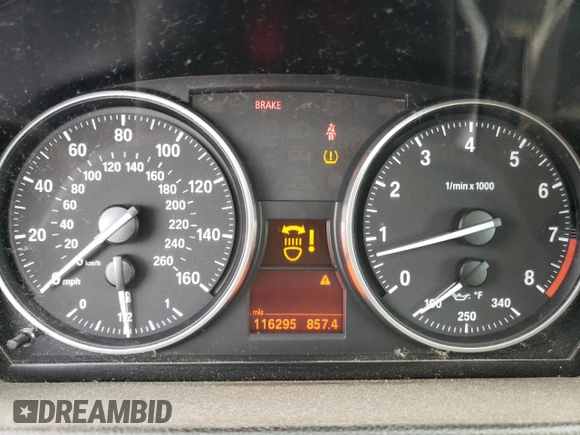 BRAKE
20 40 60 80 100 120 140 160
20 40 60 80 100 120 140 160 180 200 220 240 260
km/h
0 mph
0 1/2 1
0 1 2 3 4 5 6 7 8
1/min x 1000
°F
160 250 340
!
mls
116295 857.4
DREAMBID